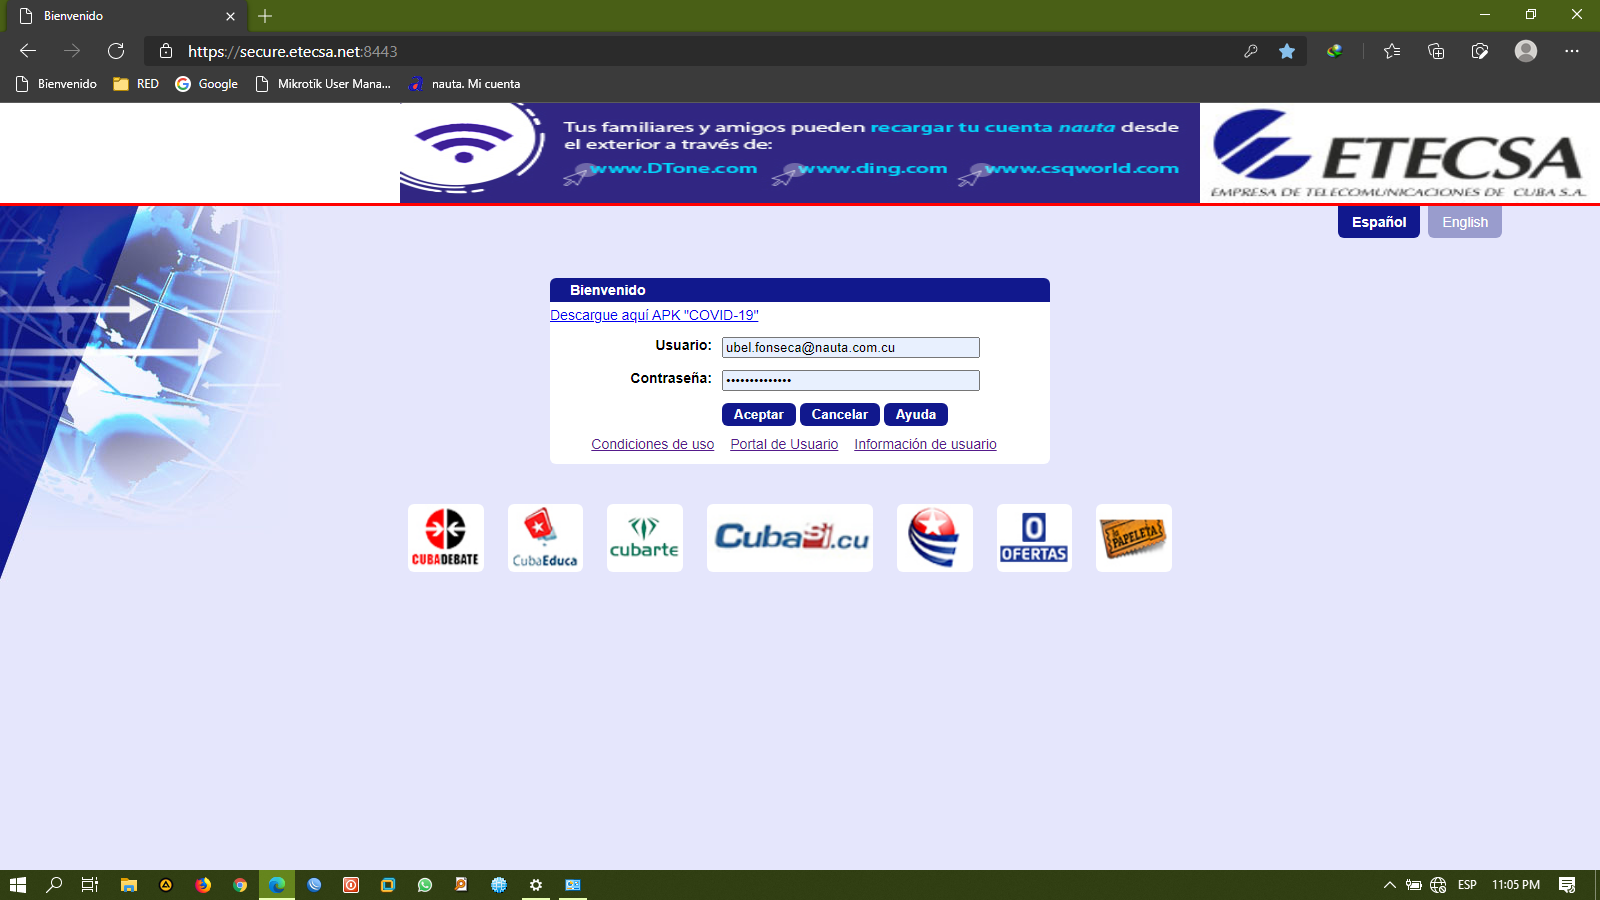 Bienvenido
https://secure.etecsa.net:8443
Bienvenido
RED
Google
Mikrotik User Mana...
nauta. Mi cuenta
Tus familiares y amigos pueden recargar tu cuenta nauta desde
el exterior a través de:
www.DTone.com
www.ding.com
www.csqworld.com
ETECSA
EMPRESA DE TELECOMUNICACIONES DE CUBA S.A.
Español
English
Bienvenido
Descargue aquí APK "COVID-19"
Usuario: ubel.fonseca@nauta.com.cu
Contraseña: ••••••••••••••
Aceptar
Cancelar
Ayuda
Condiciones de uso
Portal de Usuario
Información de usuario
CUBADEBATE
CubaEduca
cubarte
CubaSi.cu
O
OFERTAS
la PAPELETA
ESP
11:05 PM